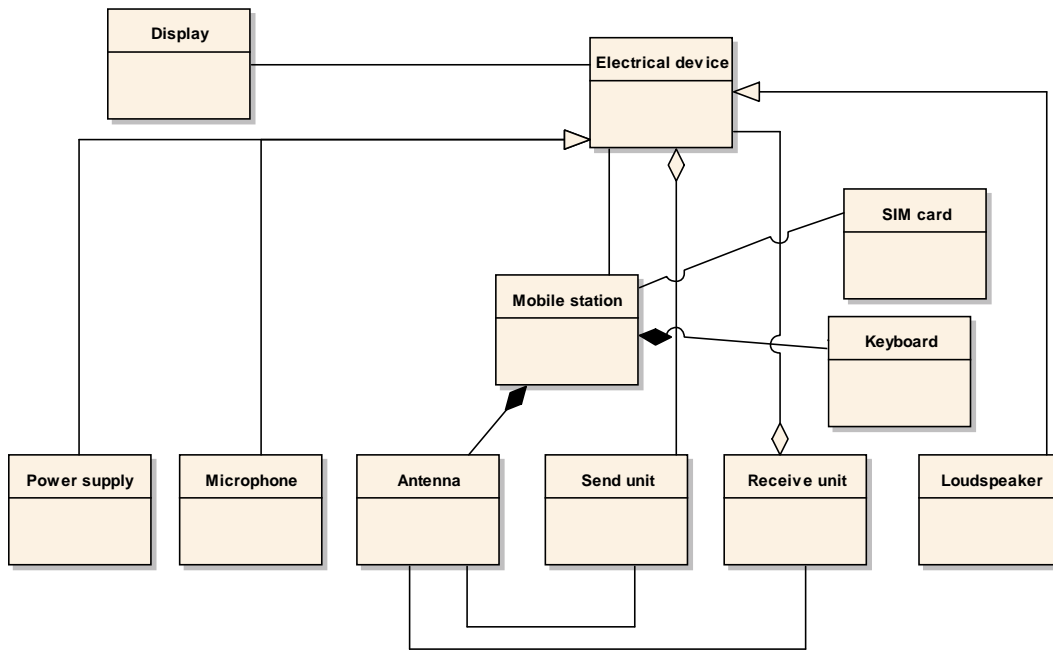 Display
Electrical device
SIM card
Mobile station
Keyboard
Power supply
Microphone
Antenna
Send unit
Receive unit
Loudspeaker